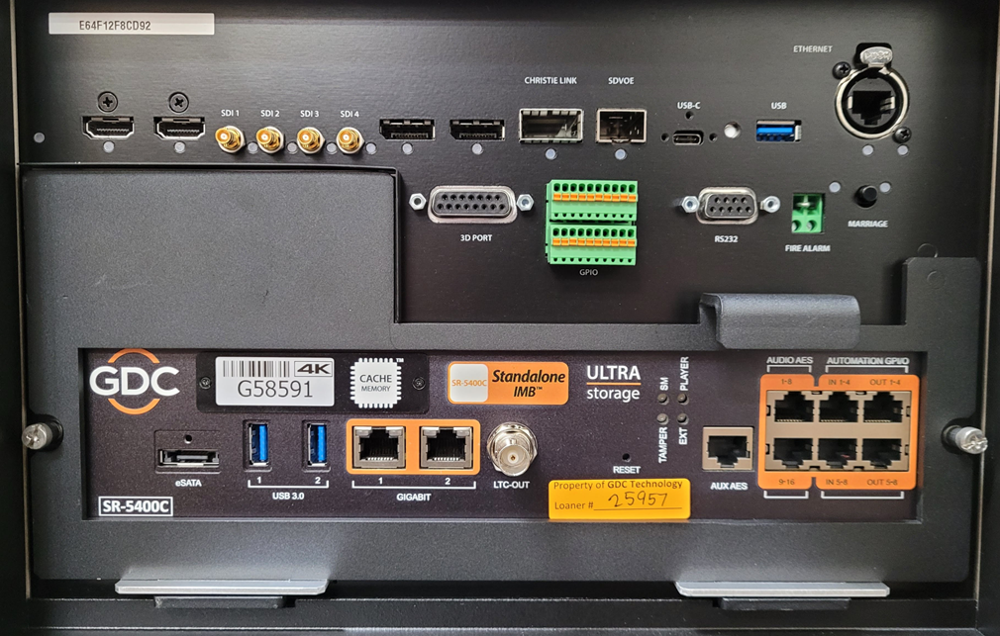 E64F12F8CD92
ETHERNET
CHRISTIE LINK
SDVOE
USB-C
USB
SDI 1
SDI 2
SDI 3
SDI 4
3D PORT
GPIO
RS232
FIRE ALARM
MARRIAGE
GDC
4K
G58591
CACHE
MEMORY
TM
SR-5400C
Standalone
IMB™
ULTRA
storage
SM
PLAYER
TAMPER
EXT
RESET
AUDIO AES
AUTOMATION GPI/O
1-8
IN 1-4
OUT 1-4
9-16
IN 5-8
OUT 5-8
AUX AES
eSATA
1
2
USB 3.0
1
2
GIGABIT
LTC-OUT
Property of GDC Technology
Loaner # 25957
SR-5400C